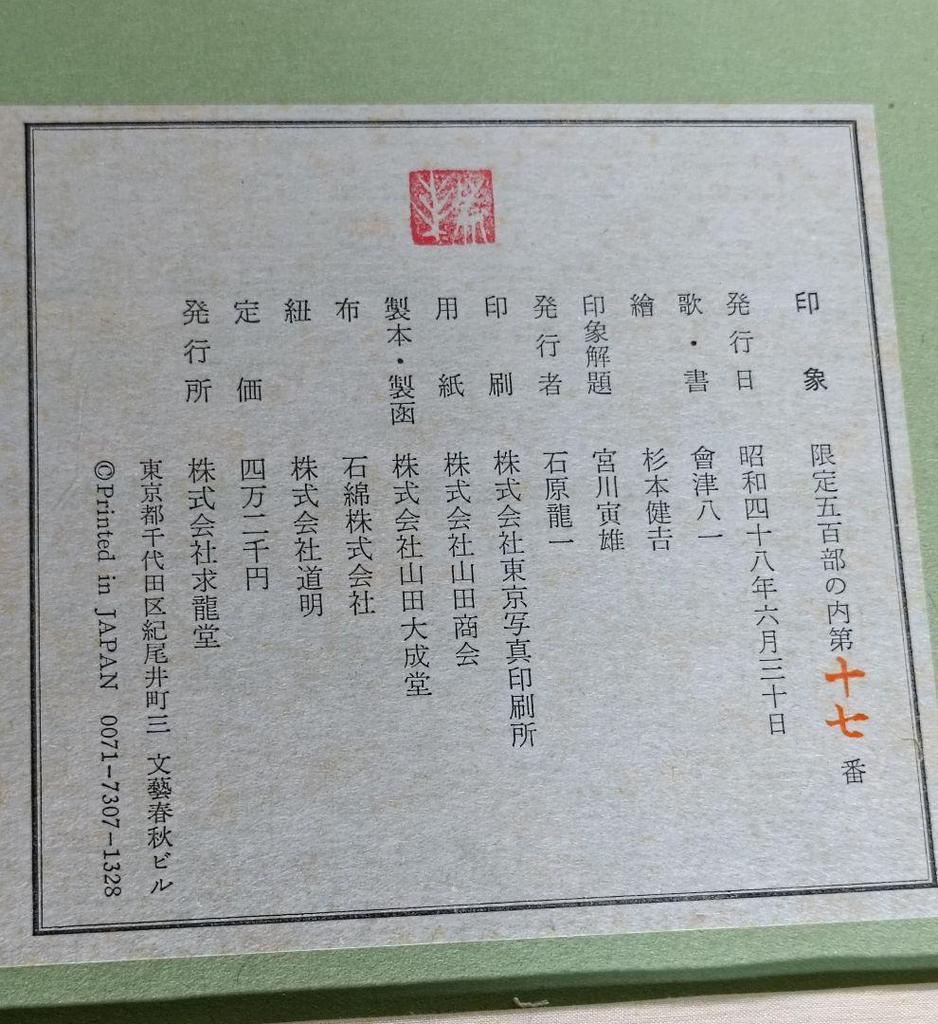 印象 限定五百部の内第十七番
発行日 昭和四十八年六月三十日
歌・書 會津八一
繪 杉本健吉
印象解題 宮川寅雄
発行者 石原龍一
印刷 株式会社東京写真印刷所
用紙 株式会社山田商会
製本・製函 株式会社山田大成堂
布 石綿株式会社
紐 株式会社道明
定価 四万二千円
発行所 株式会社求龍堂
東京都千代田区紀尾井町三 文藝春秋ビル
©Printed in JAPAN 0071-7307-1328